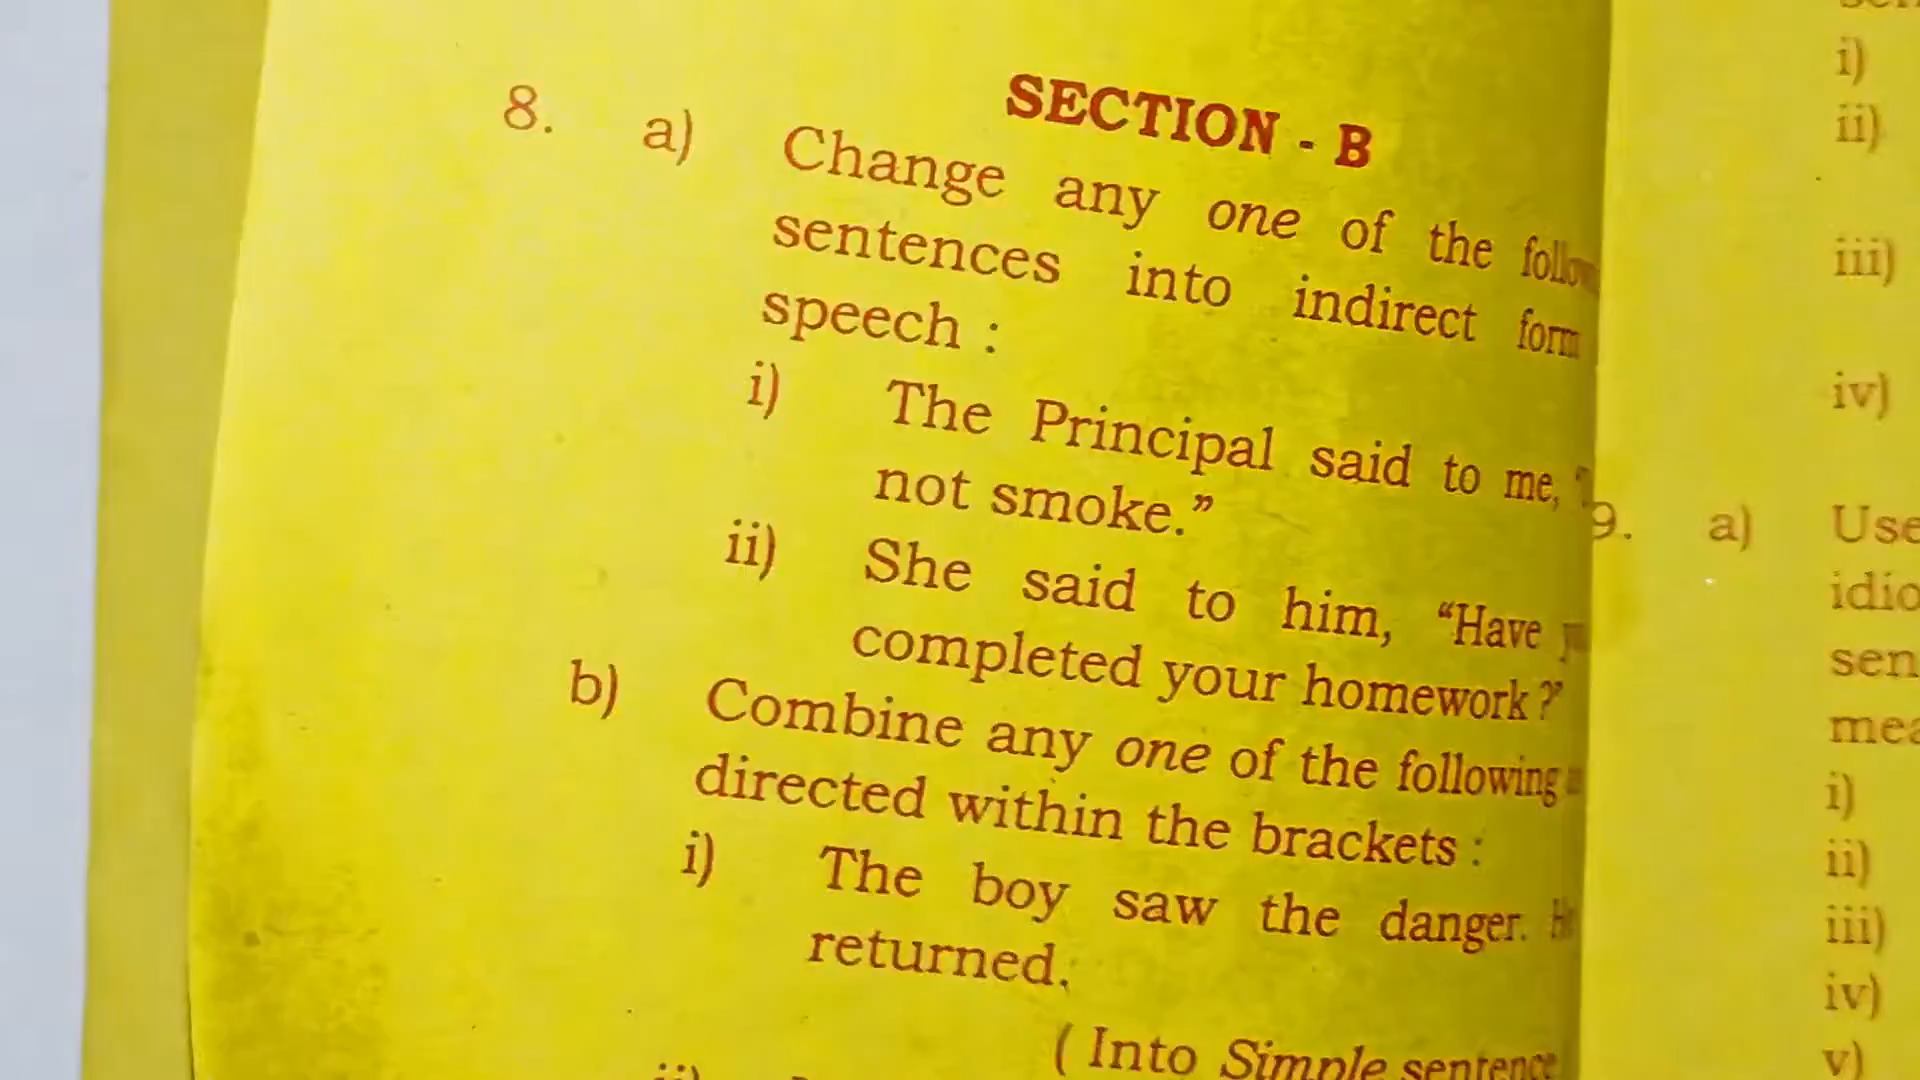 SECTION - B
8. a) Change any one of the
sentences into indirect form
speech :
i) The Principal said to me,
not smoke.”
ii) She said to him, “Have
completed your homework ?”
b) Combine any one of the following
directed within the brackets :
i) The boy saw the danger.
returned.
( Into Simple sentence
i)
ii)
iii)
iv)
9. a) Use
idio
sen
mea
i)
ii)
iii)
iv)
v)